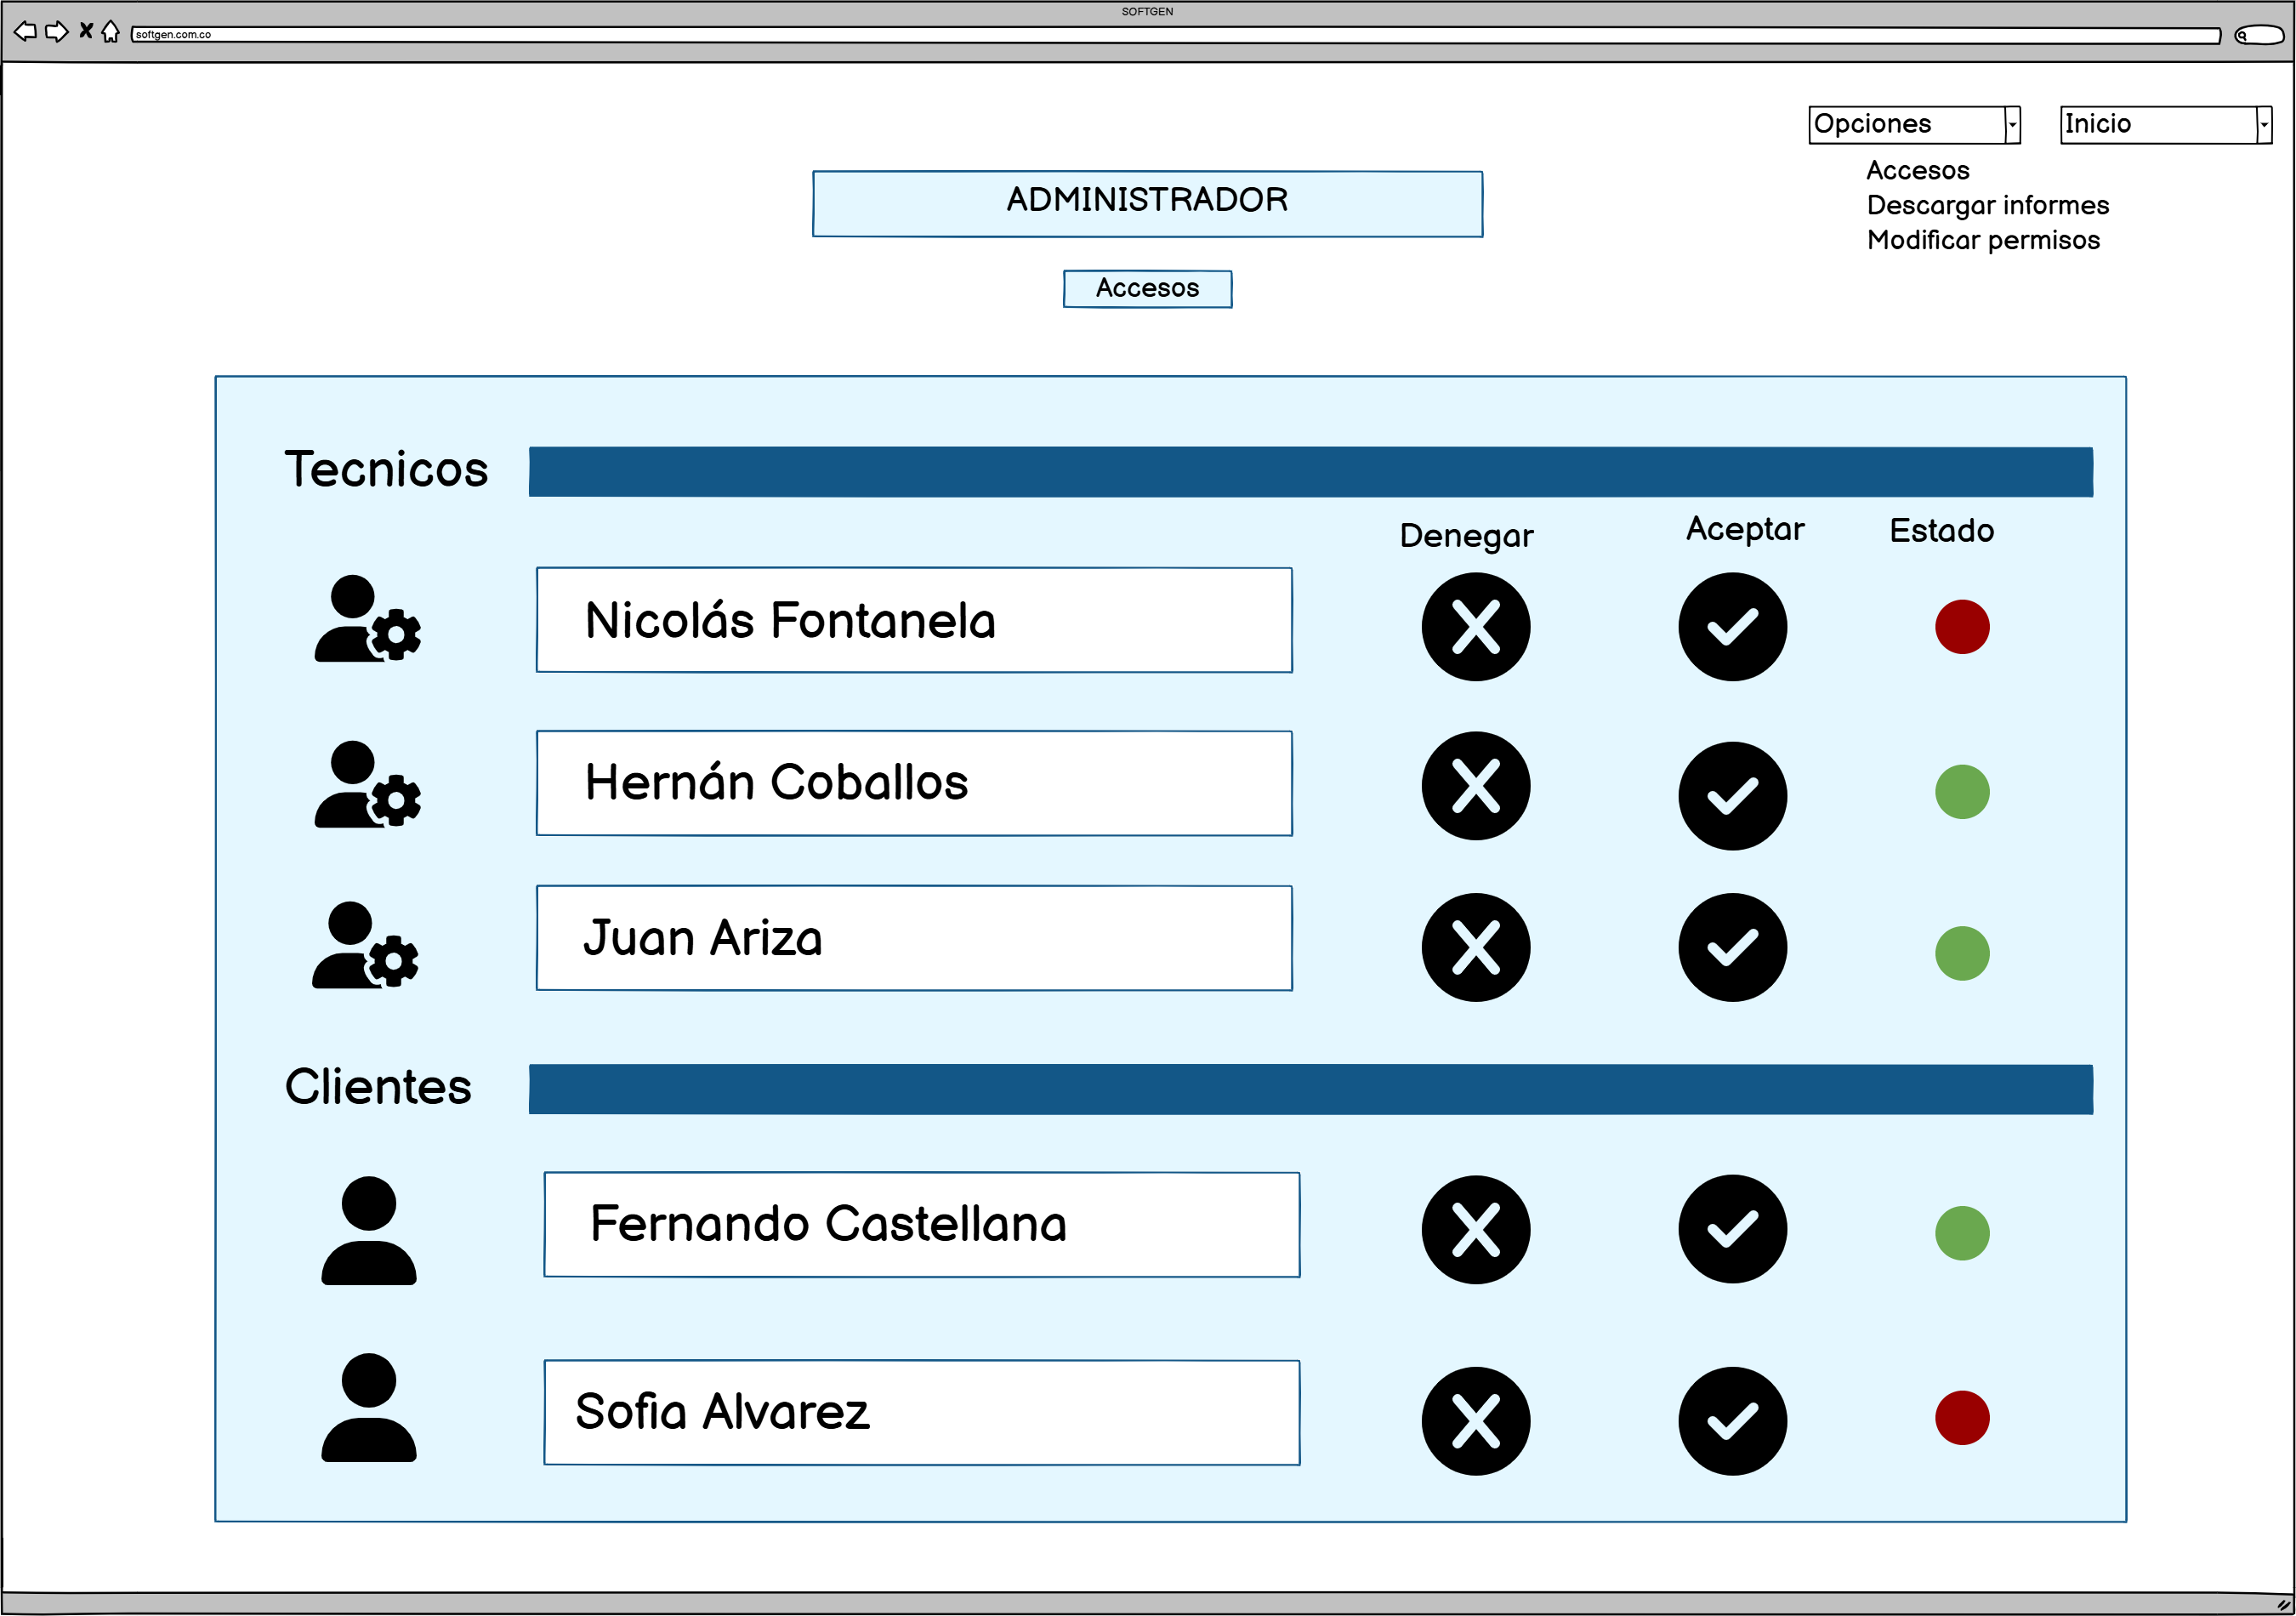 SOFTGEN
softgen.com.co
Opciones
Inicio
Accesos
Descargar informes
Modificar permisos
ADMINISTRADOR
Accesos
Tecnicos
Denegar
Aceptar
Estado
Nicolás Fontanela
Hernán Coballos
Juan Ariza
Clientes
Fernando Castellana
Sofia Alvarez